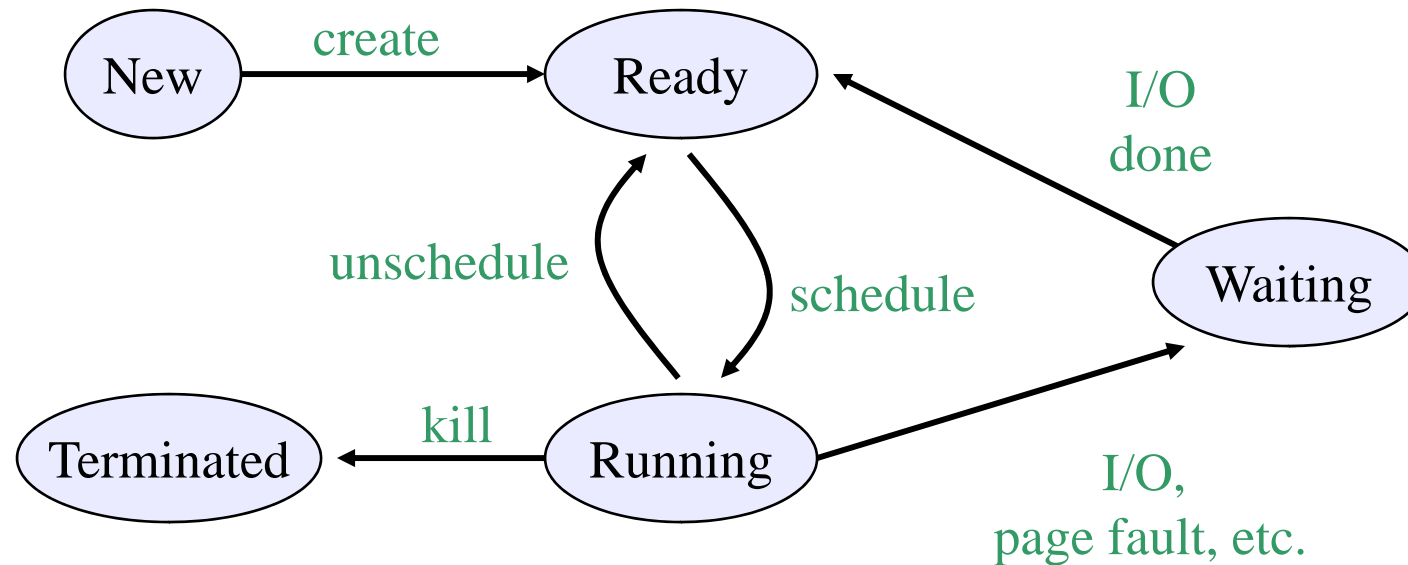 create
New
Ready
I/O
done
unschedule
schedule
Waiting
kill
Terminated
Running
I/O,
page fault, etc.